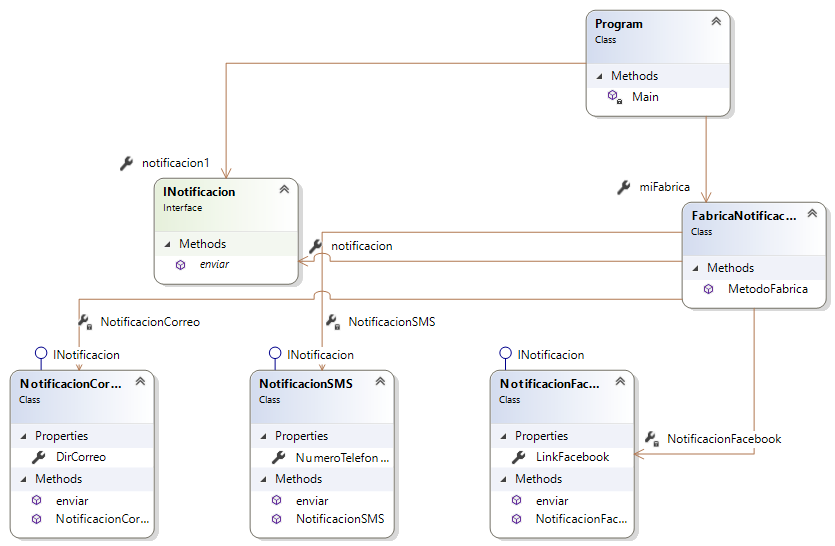 Program
Class
Methods
Main
notificacion1
miFabrica
INotificacion
Interface
Methods
enviar
FabricaNotificac...
Class
Methods
MetodoFabrica
notificacion
NotificacionCorreo
NotificacionSMS
INotificacion
INotificacion
INotificacion
NotificacionCor...
Class
Properties
DirCorreo
Methods
enviar
NotificacionCor...
NotificacionSMS
Class
Properties
NumeroTelefon...
Methods
enviar
NotificacionSMS
NotificacionFac...
Class
Properties
LinkFacebook
Methods
enviar
NotificacionFac...
NotificacionFacebook